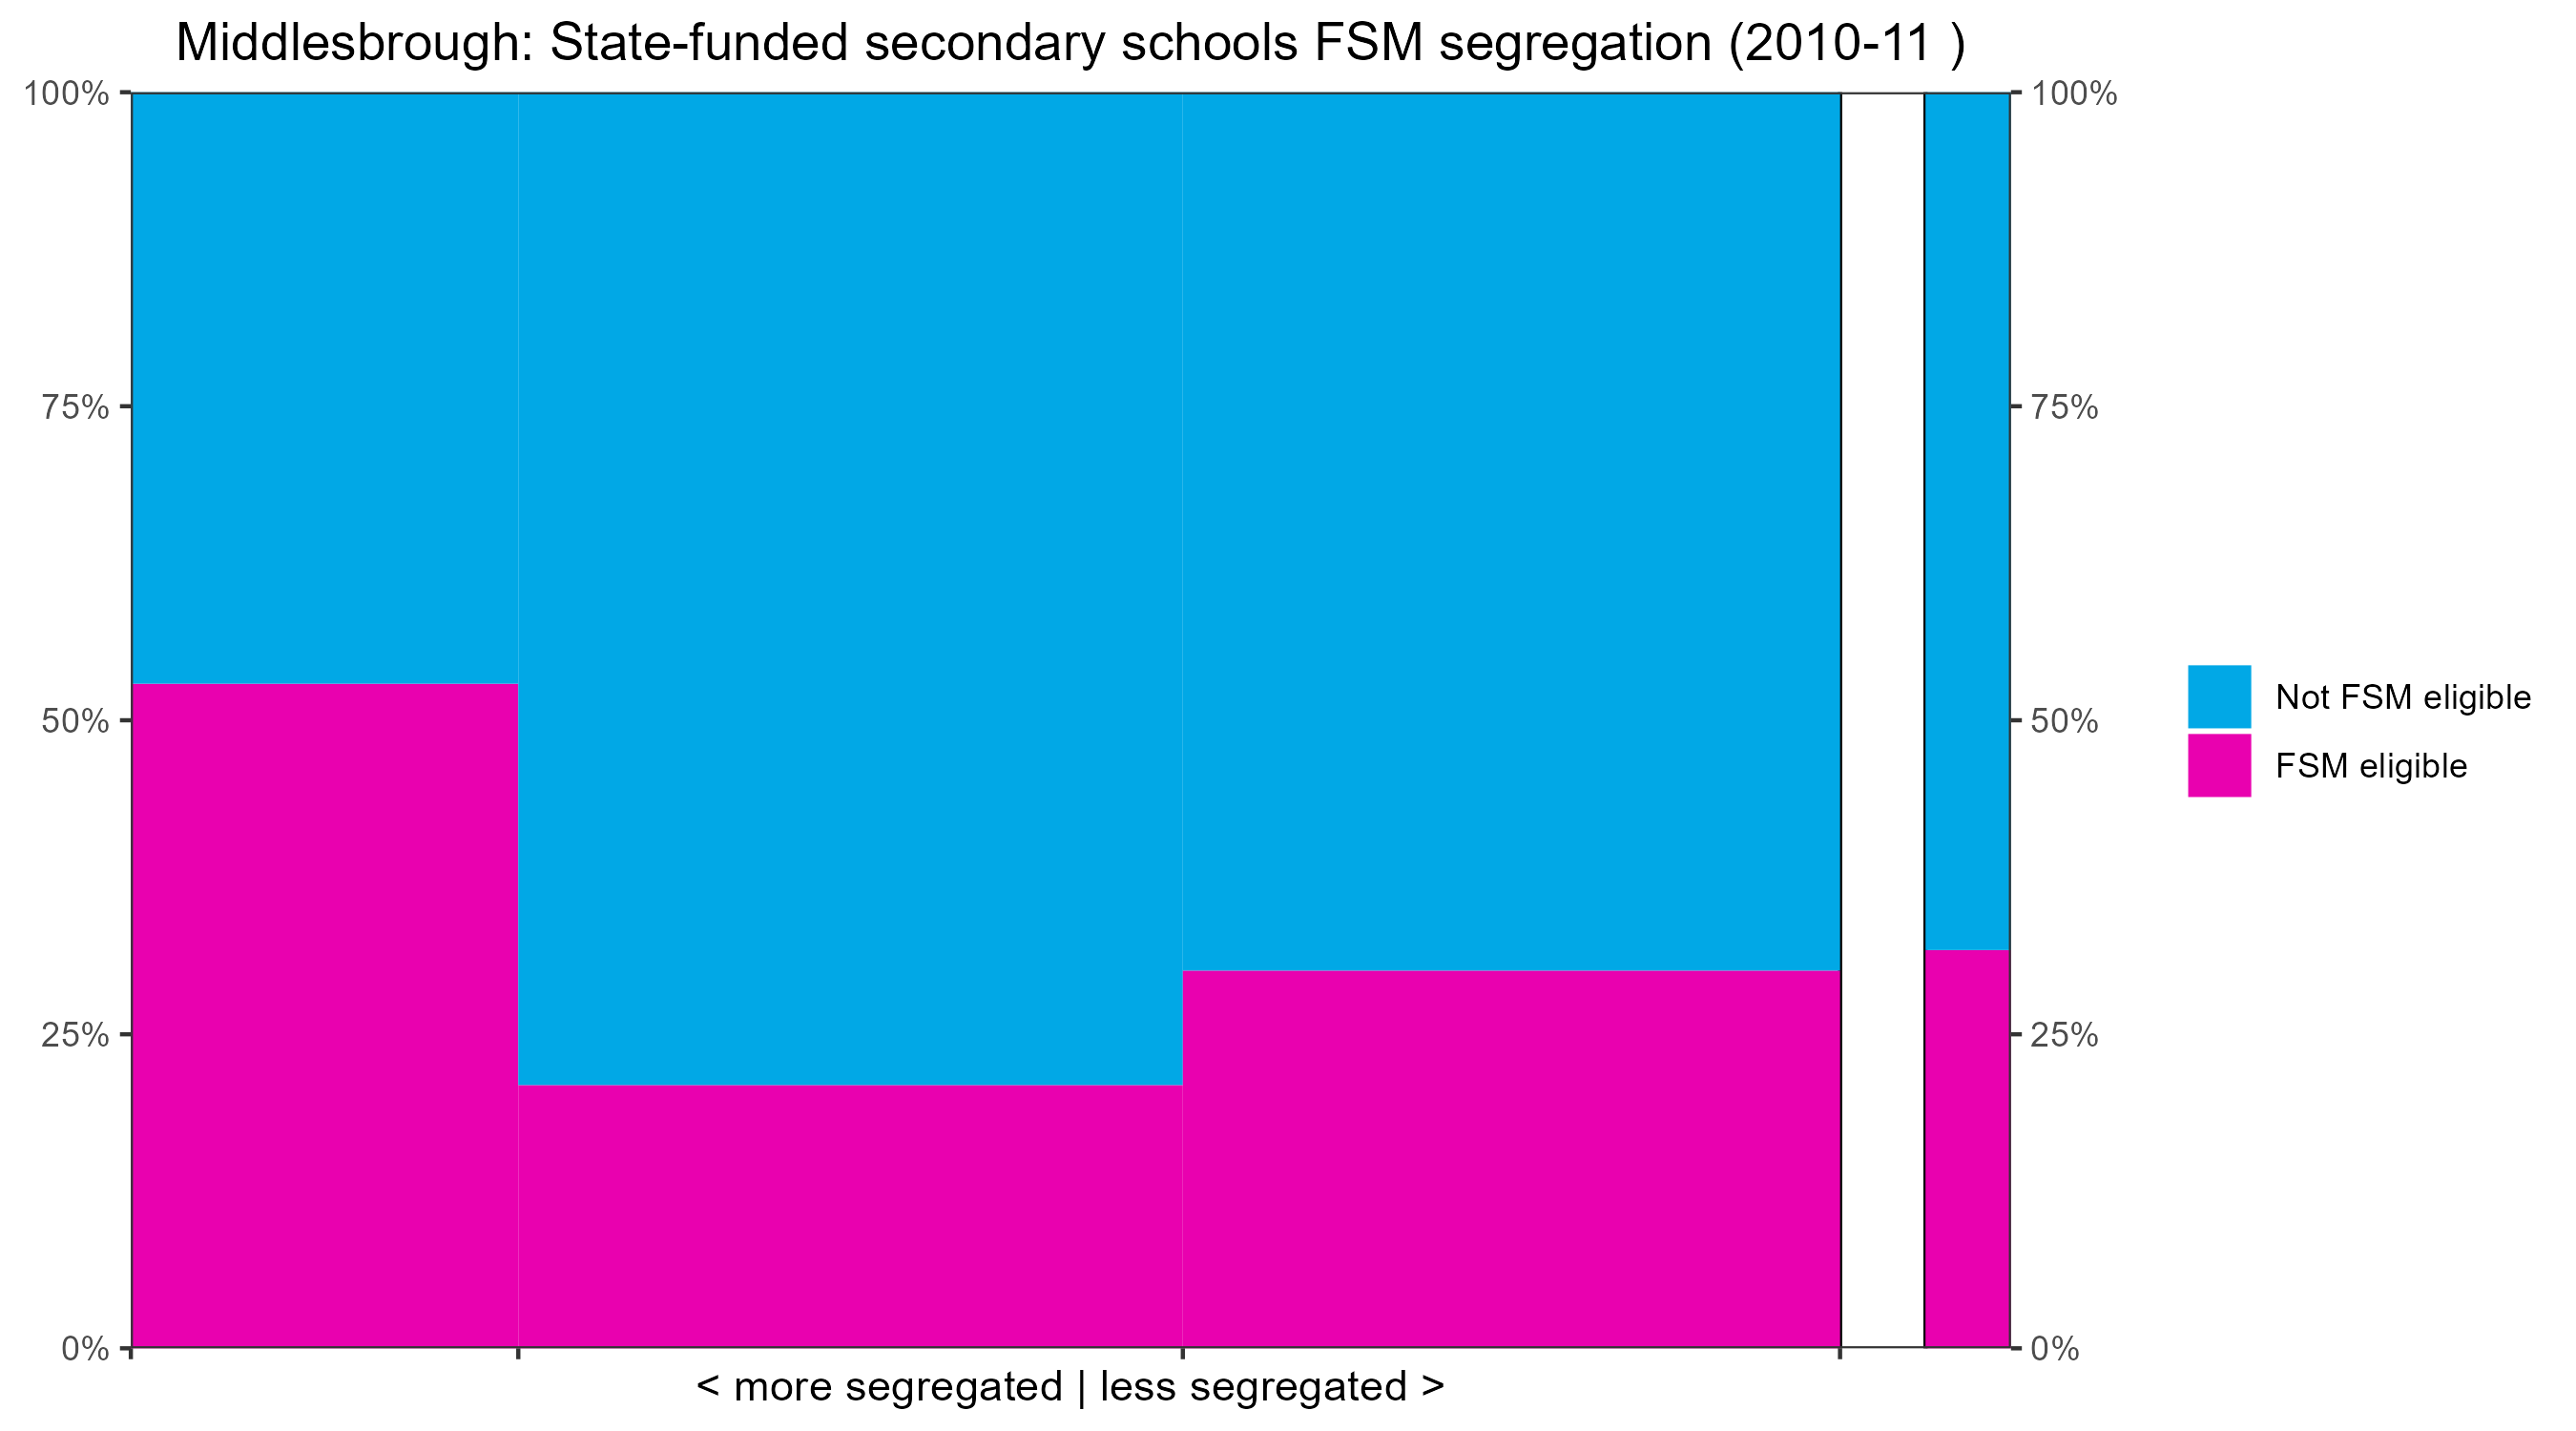 Middlesbrough: State-funded secondary schools FSM segregation (2010-11 )
100%
75%
50%
25%
0%
100%
75%
50%
25%
0%
Not FSM eligible
FSM eligible
< more segregated | less segregated >